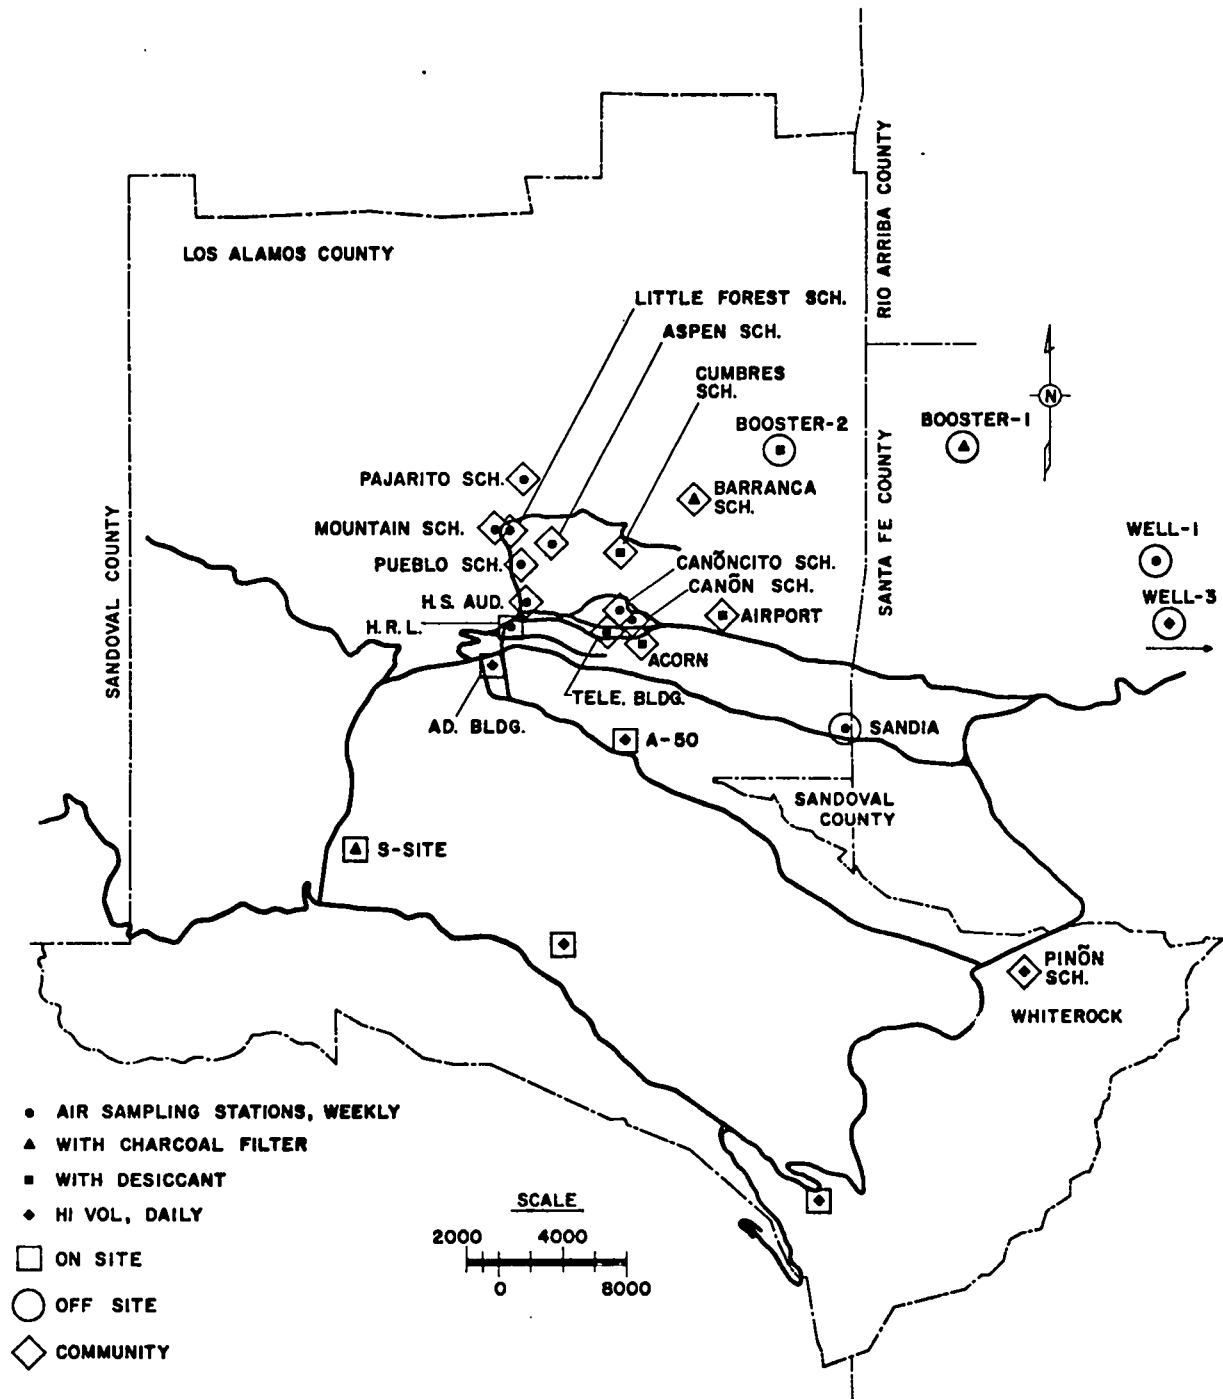 RIO ARRIBA COUNTY
LOS ALAMOS COUNTY
LITTLE FOREST SCH.
ASPEN SCH.
CUMBRES
SCH.
BOOSTER-2
BOOSTER-1
N
SANTA FE COUNTY
PAJARITO SCH.
BARRANCA
SCH.
SANDOVAL COUNTY
MOUNTAIN SCH.
WELL-1
PUEBLO SCH.
CAÑONCITO SCH.
CAÑON SCH.
WELL-3
H.S. AUD.
AIRPORT
H.R.L.
ACORN
TELE. BLDG.
AD. BLDG.
A-50
SANDIA
SANDOVAL
COUNTY
S-SITE
PIÑON
SCH.
WHITEROCK
AIR SAMPLING STATIONS, WEEKLY
WITH CHARCOAL FILTER
WITH DESICCANT
HI VOL, DAILY
ON SITE
OFF SITE
COMMUNITY
SCALE
2000 4000
0 8000